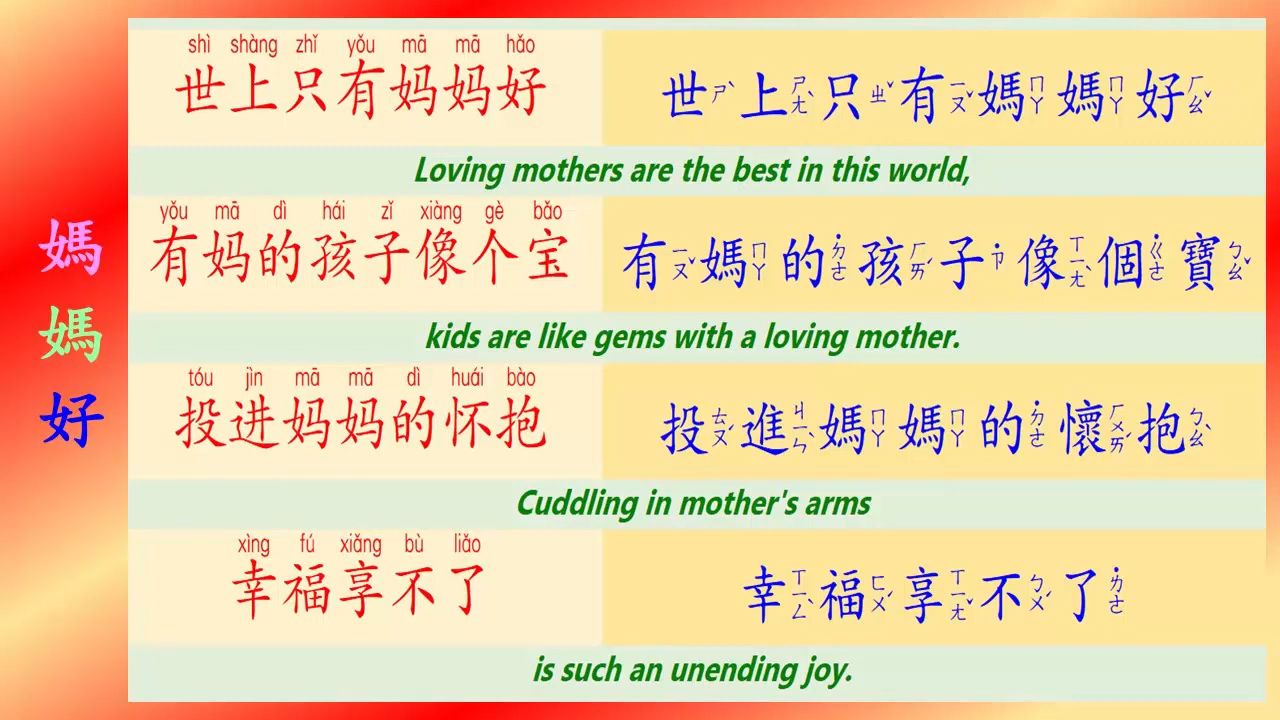 媽
媽
好
shì shàng zhǐ yǒu mā mā hǎo
世上只有妈妈好
世ㄕˋ上ㄕㄤˋ只ㄓˇ有ㄧㄡˇ媽ㄇㄚ媽ㄇㄚ好ㄏㄠˇ
Loving mothers are the best in this world,
yǒu mā dì hái zǐ xiàng gè bǎo
有妈的孩子像个宝
有ㄧㄡˇ媽ㄇㄚ的˙ㄉㄜ孩ㄏㄞˊ子ㄗˇ像ㄒㄧㄤˋ個˙ㄍㄜ寶ㄅㄠˇ
kids are like gems with a loving mother.
tóu jìn mā mā dì huái bào
投进妈妈的怀抱
投ㄊㄡˊ進ㄐㄧㄣˋ媽ㄇㄚ媽ㄇㄚ的˙ㄉㄜ懷ㄏㄨㄞˊ抱ㄅㄠˋ
Cuddling in mother's arms
xìng fú xiǎng bù liǎo
幸福享不了
幸ㄒㄧㄥˋ福ㄈㄨˊ享ㄒㄧㄤˇ不ㄅㄨˊ了˙ㄉㄜ
is such an unending joy.